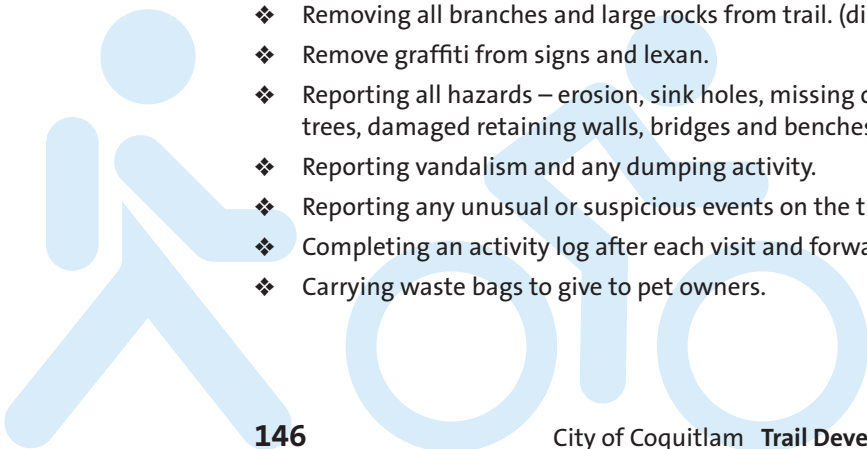 ❖ Removing all branches and large rocks from trail. (di
❖ Remove graffiti from signs and lexan.
❖ Reporting all hazards – erosion, sink holes, missing
trees, damaged retaining walls, bridges and benches
❖ Reporting vandalism and any dumping activity.
❖ Reporting any unusual or suspicious events on the t
❖ Completing an activity log after each visit and forwa
❖ Carrying waste bags to give to pet owners.
146 City of Coquitlam Trail Deve